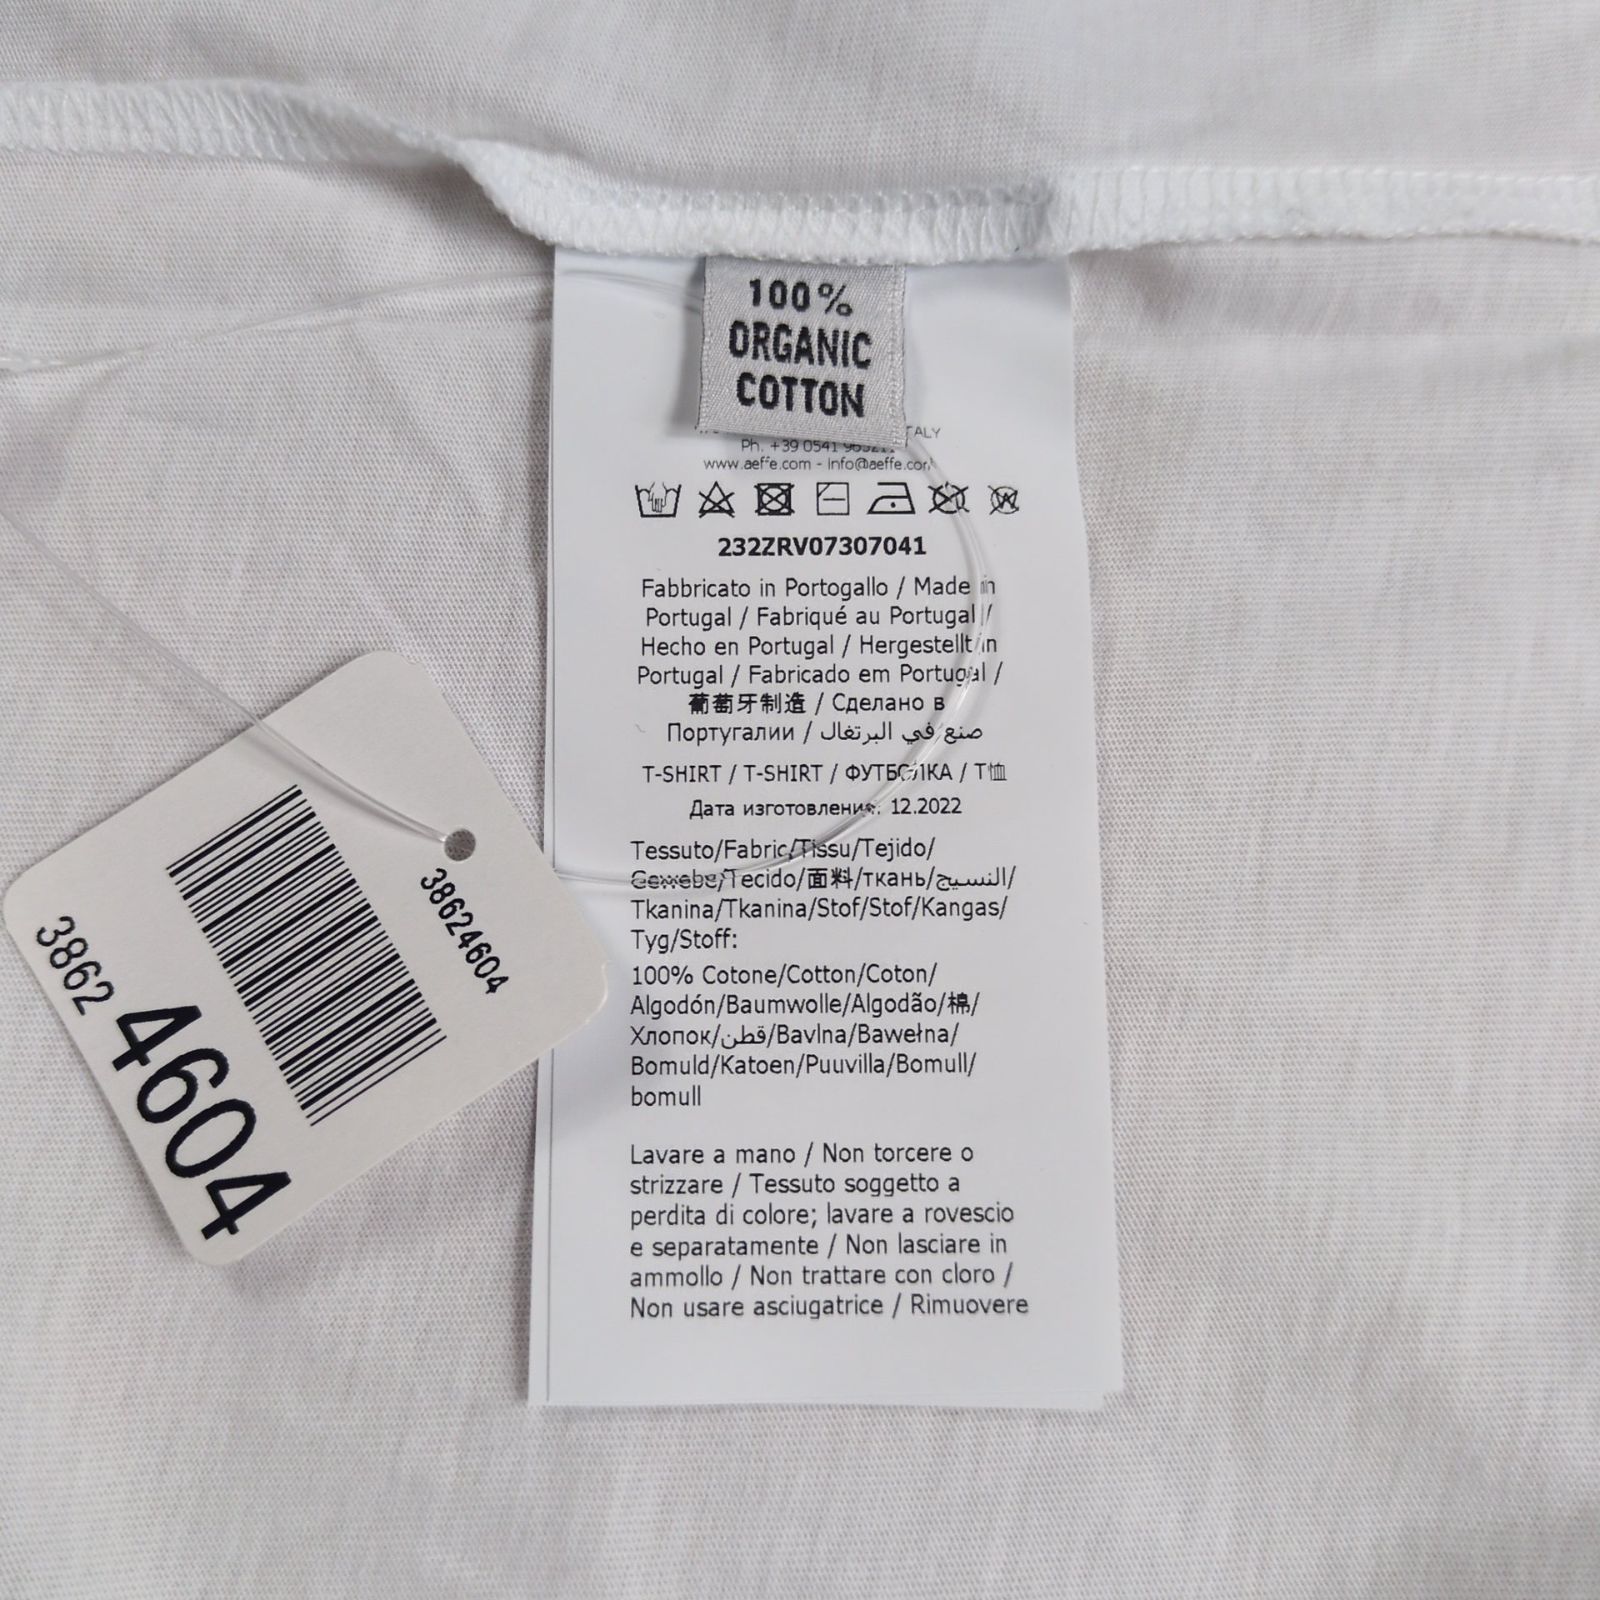 100%
ORGANIC
COTTON
TALY
Ph. +39 0541
www.aeffe.com - info@aeffe.com
232ZRV07307041
Fabbricato in Portogallo / Made in
Portugal / Fabriqué au Portugal /
Hecho en Portugal / Hergestellt in
Portugal / Fabricado em Portugal /
葡萄牙制造 / Сделано в
Португалии / صنع في البرتغال
T-SHIRT / T-SHIRT / ФУТБОЛКА / T恤
Дата изготовления: 12.2022
Tessuto/Fabric/Tissu/Tejido/
Gewebe/Tecido/面料/ткань/النسيج/
Tkanina/Tkanina/Stof/Stof/Kangas/
Tyg/Stoff:
100% Cotone/Cotton/Coton/
Algodón/Baumwolle/Algodão/棉/
Хлопок/قطن/Bavlna/Bawełna/
Bomuld/Katoen/Puuvilla/Bomull/
bomull
Lavare a mano / Non torcere o
strizzare / Tessuto soggetto a
perdita di colore; lavare a rovescio
e separatamente / Non lasciare in
ammollo / Non trattare con cloro /
Non usare asciugatrice / Rimuovere
38624604
3862
4604